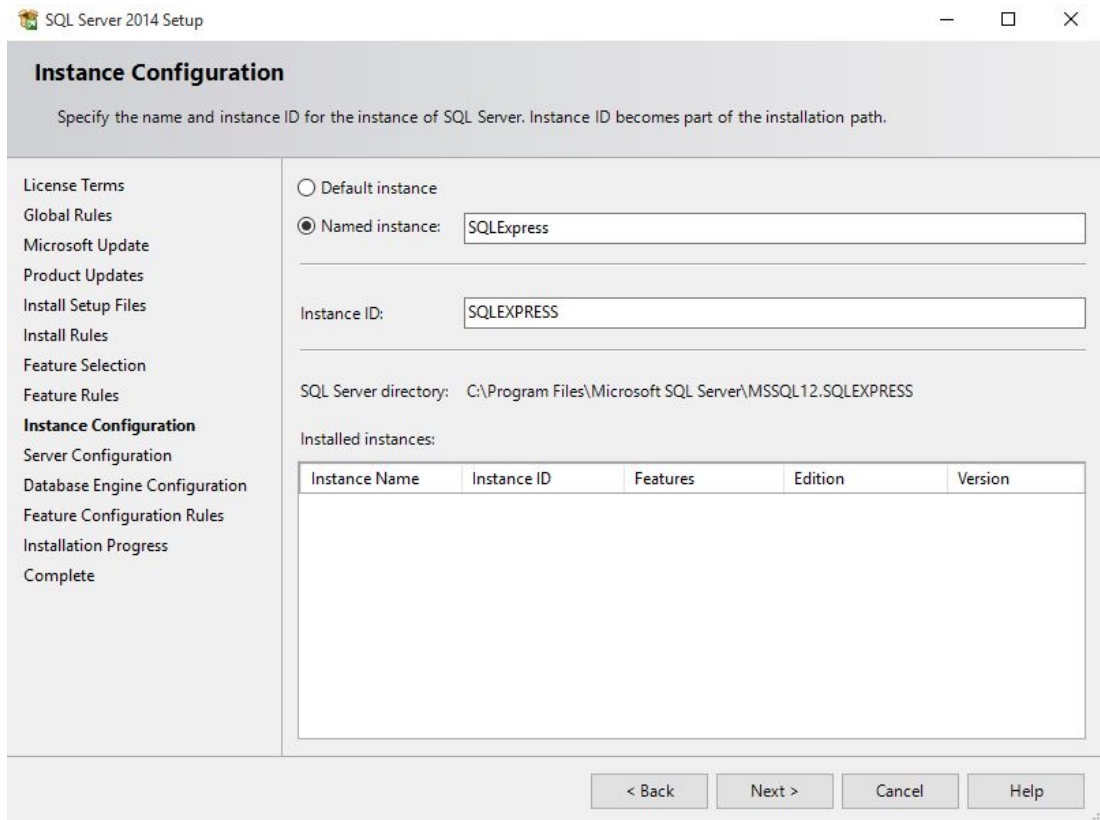 SQL Server 2014 Setup
Instance Configuration
Specify the name and instance ID for the instance of SQL Server. Instance ID becomes part of the installation path.
License Terms
Global Rules
Microsoft Update
Product Updates
Install Setup Files
Install Rules
Feature Selection
Feature Rules
Instance Configuration
Server Configuration
Database Engine Configuration
Feature Configuration Rules
Installation Progress
Complete
Default instance
Named instance: SQLExpress
Instance ID: SQLEXPRESS
SQL Server directory: C:\Program Files\Microsoft SQL Server\MSSQL12.SQLEXPRESS
Installed instances:
Instance Name Instance ID Features Edition Version
< Back Next > Cancel Help